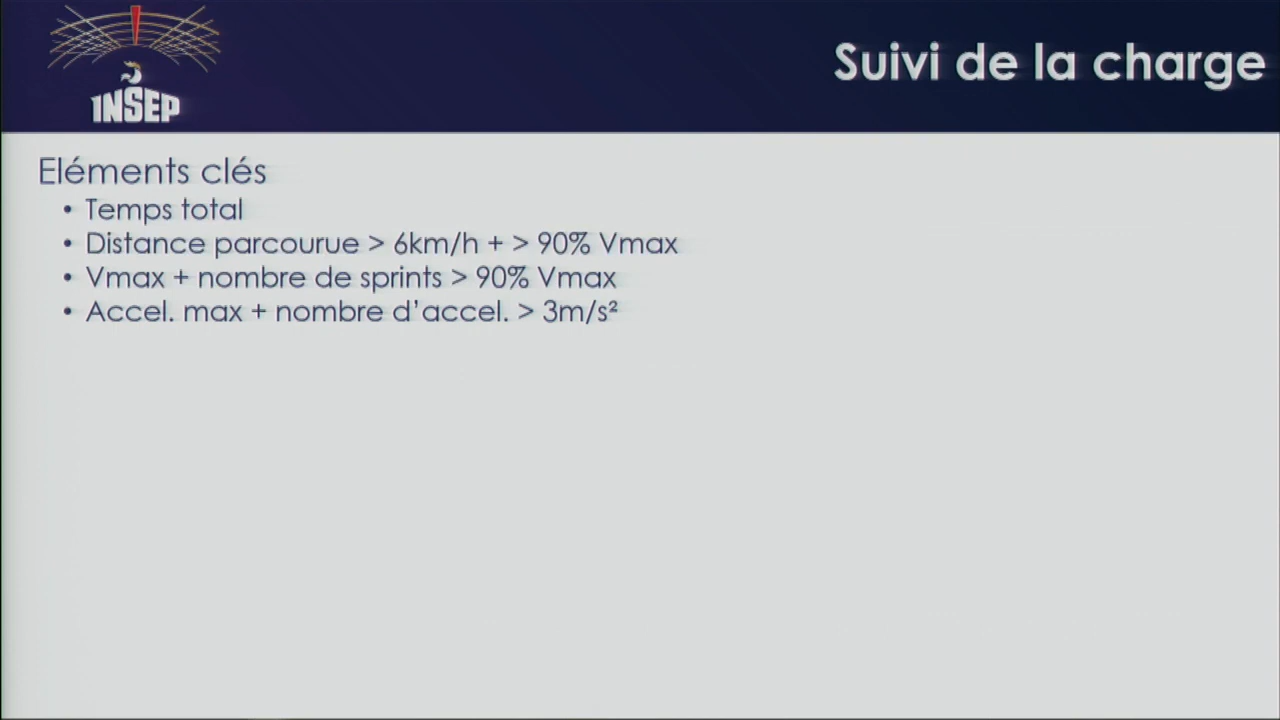 INSEP
Suivi de la charge
Eléments clés
• Temps total
• Distance parcourue > 6km/h + > 90% Vmax
• Vmax + nombre de sprints > 90% Vmax
• Accel. max + nombre d’accel. > 3m/s²